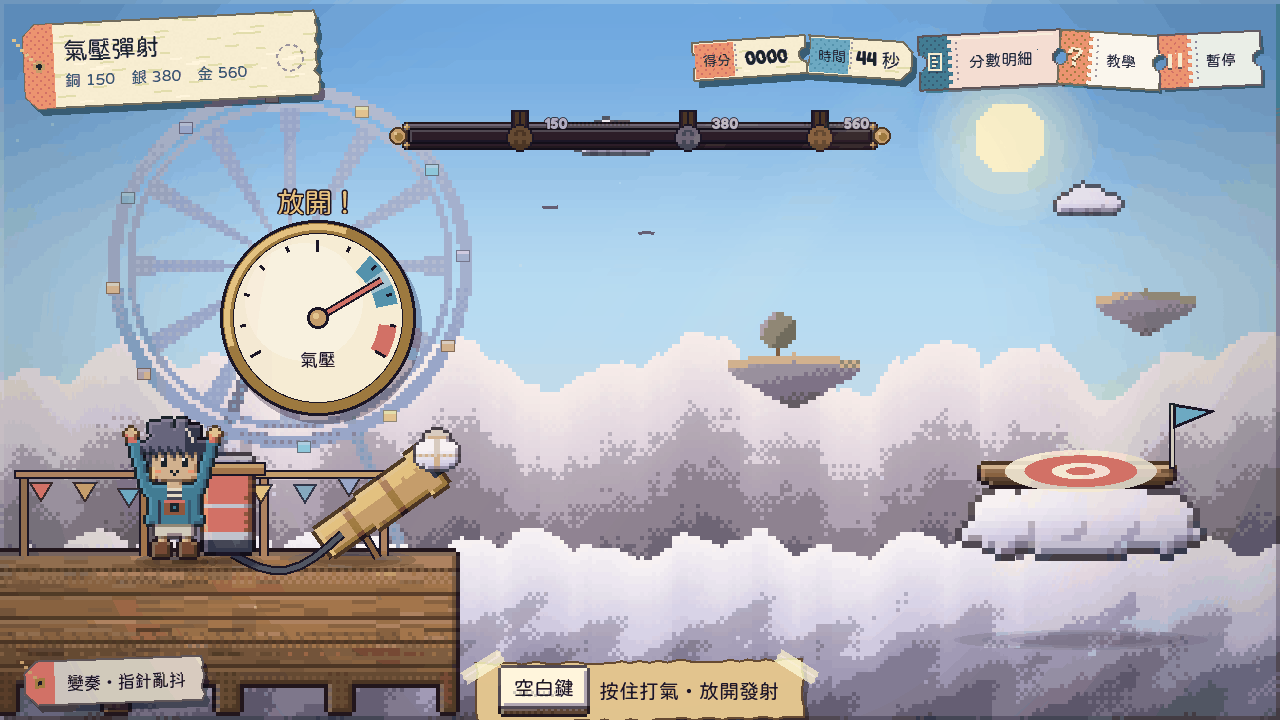 氣壓彈射
銅 150 銀 380 金 560
得分 0000 時間 44 秒
分數明細
? 教學
暫停
150 380 560
放開！
氣壓
變奏・指針亂抖
空白鍵 按住打氣・放開發射